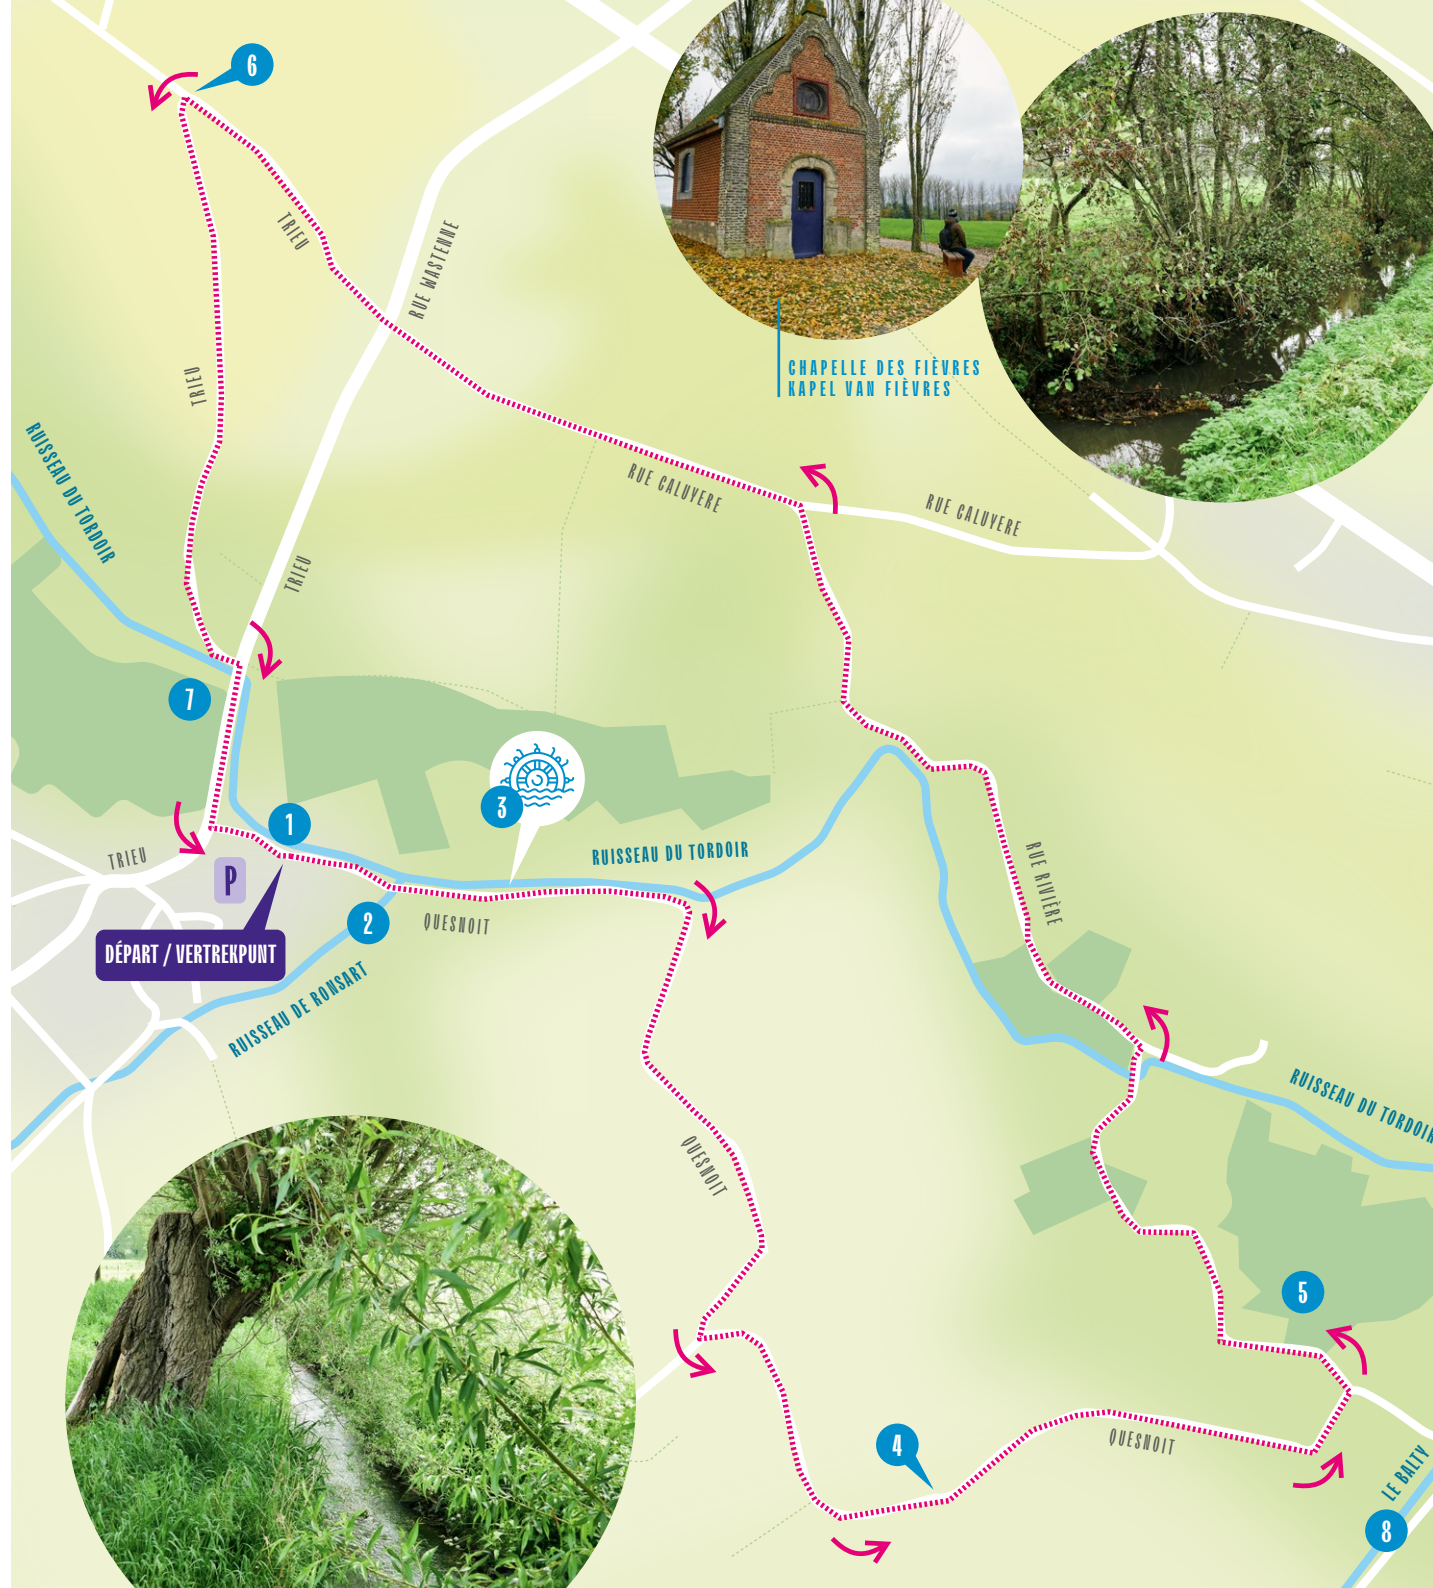 6
TRIEU
RUE WASTENNE
CHAPELLE DES FIÈVRES
KAPEL VAN FIÈVRES
TRIEU
RUISSEAU DU TORDOIR
RUE CALUYERE
RUE CALUYERE
TRIEU
7
3
1
RUISSEAU DU TORDOIR
TRIEU
P
RUE RIVIÈRE
2
QUESNOIT
DÉPART / VERTREKPUNT
RUISSEAU DE RONSART
RUISSEAU DU TORDOIR
QUESNOIT
5
4
QUESNOIT
LE BALTY
8